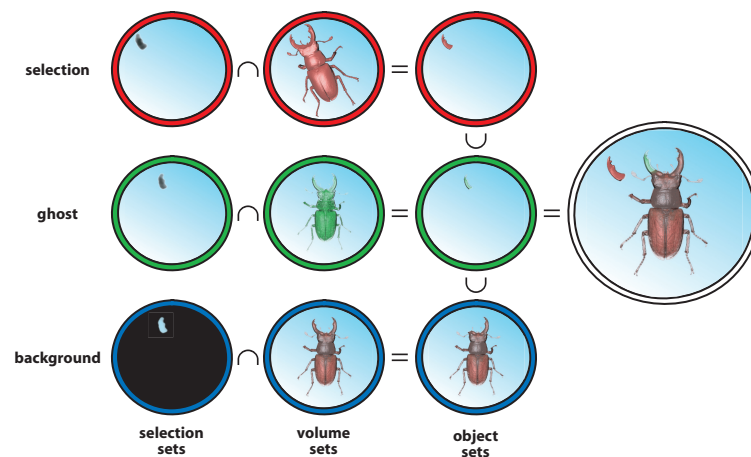 selection
∩ =
∪
ghost
∩ = =
∪
background
∩ =
selection
sets
volume
sets
object
sets